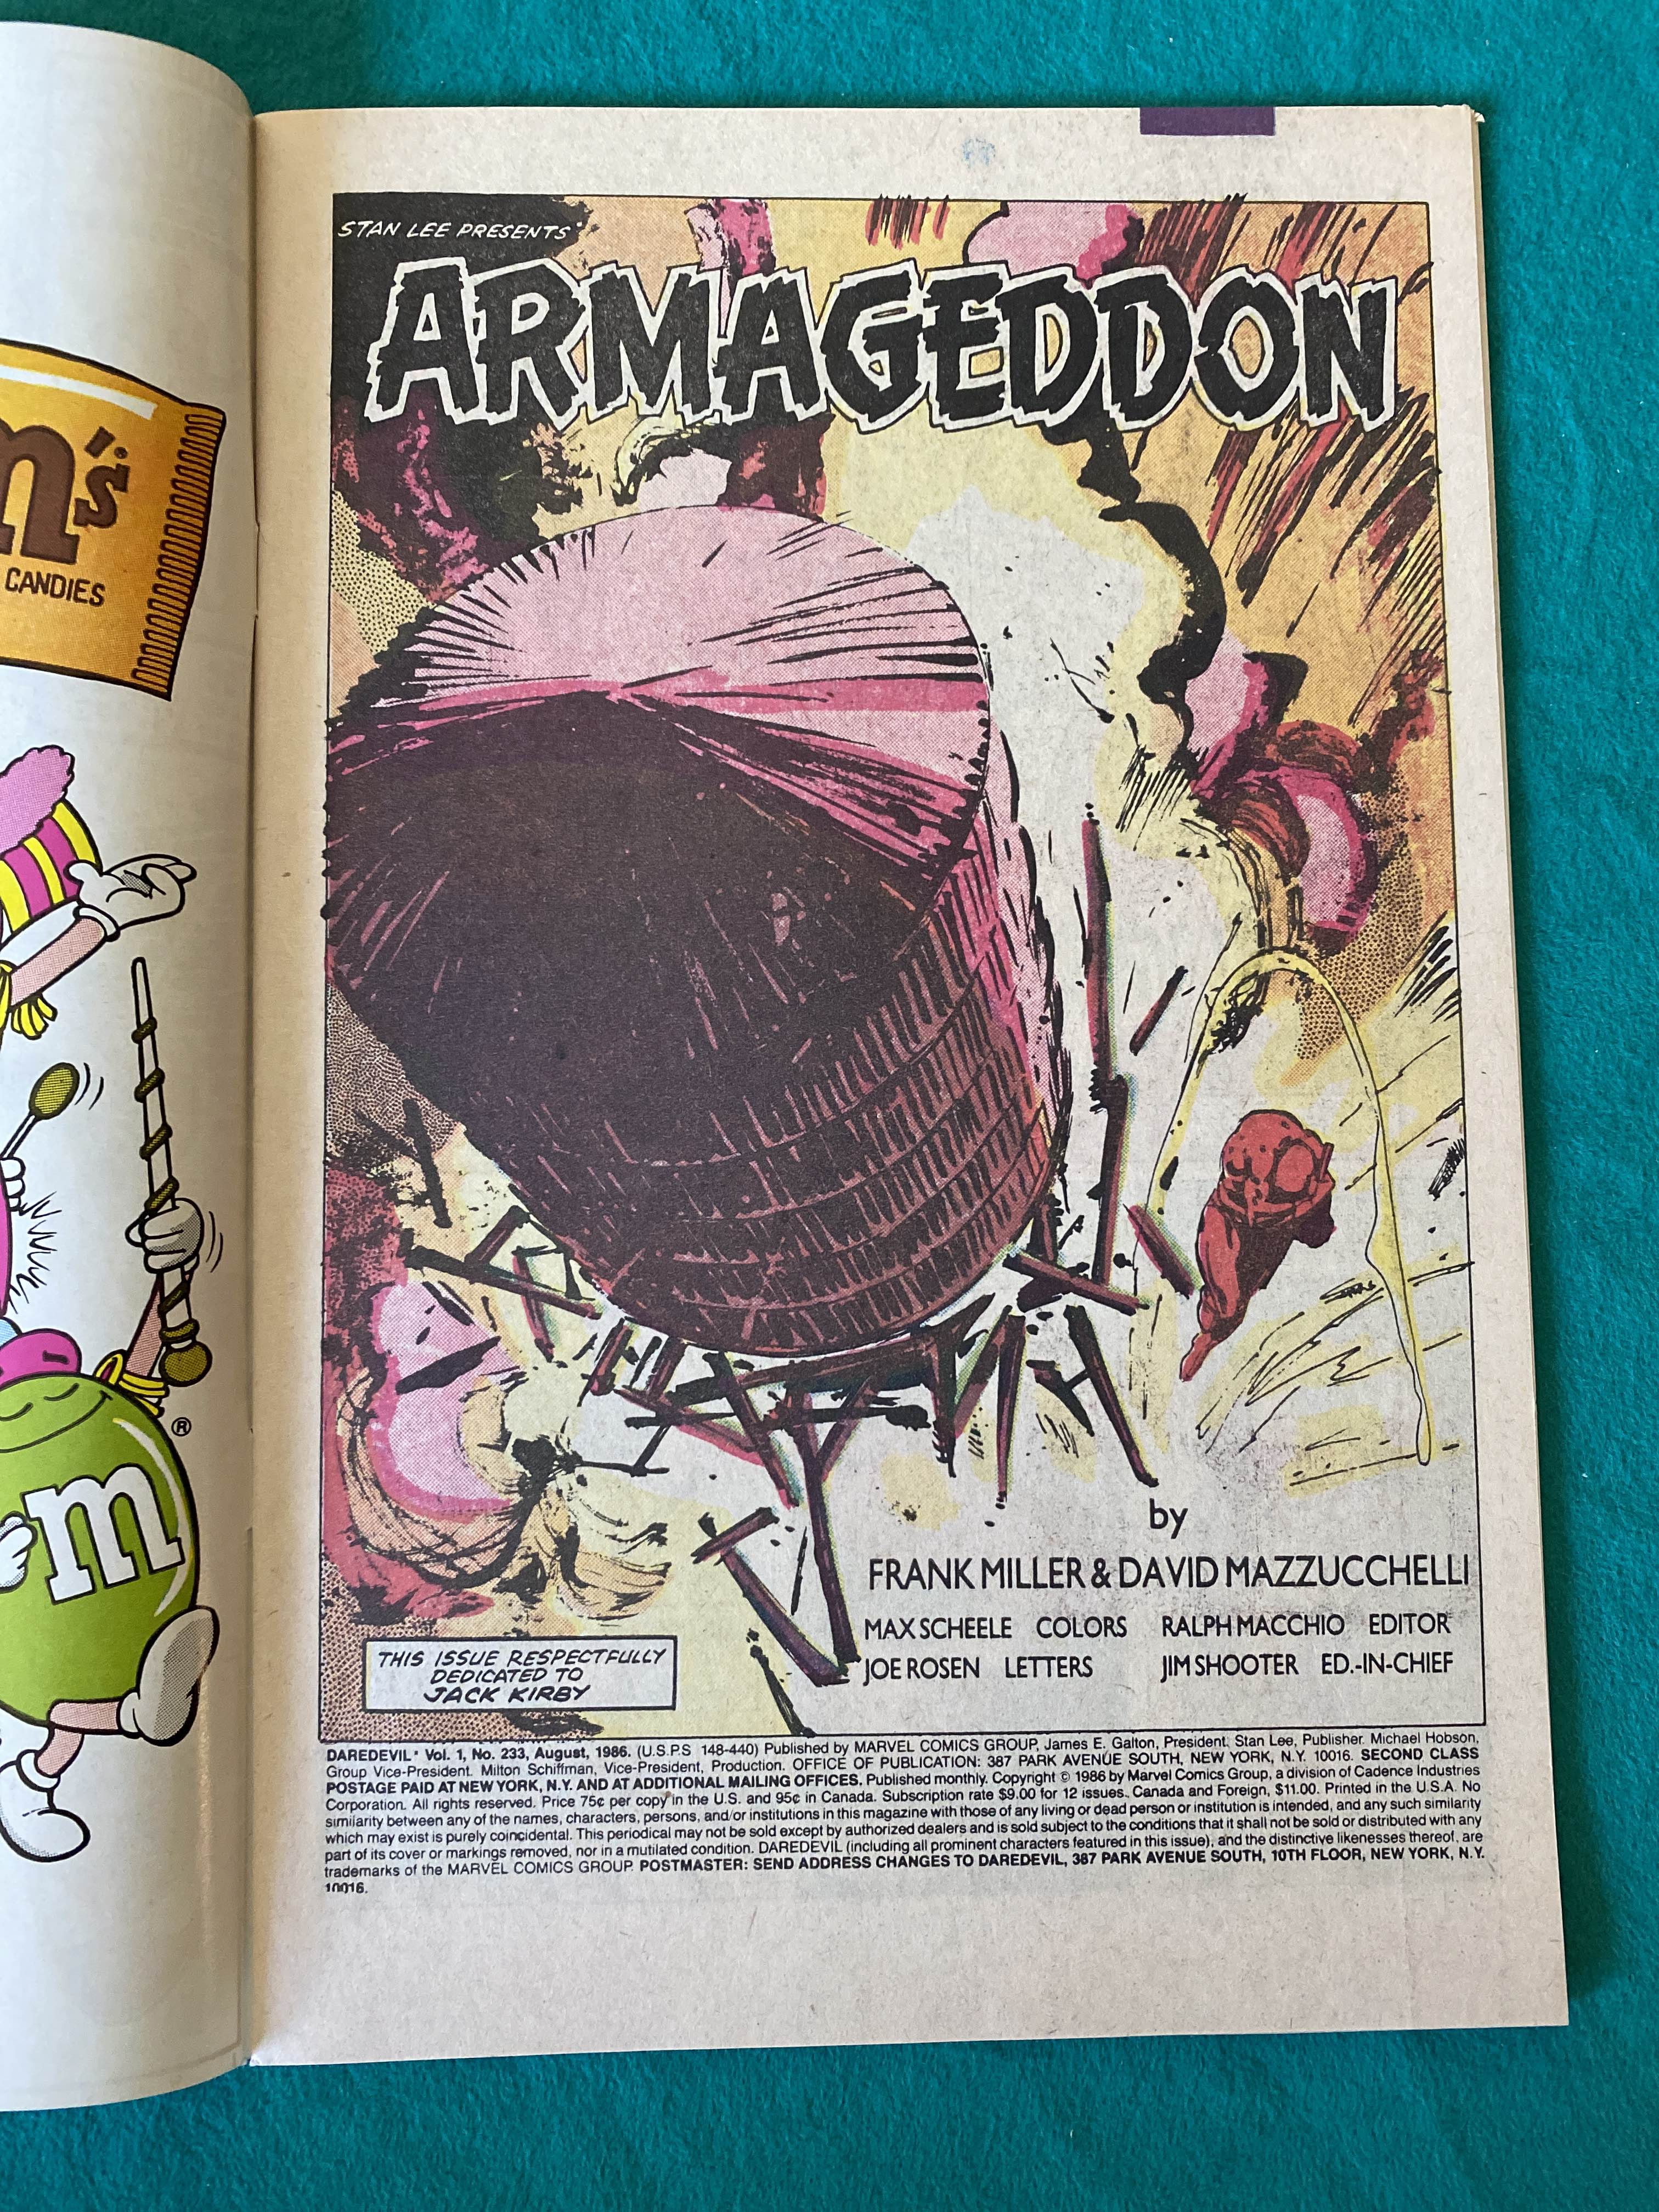 m's
CANDIES
®
m
STAN LEE PRESENTS
ARMAGEDDON
by
FRANK MILLER & DAVID MAZZUCCHELLI
MAX SCHEELE COLORS RALPH MACCHIO EDITOR
JOE ROSEN LETTERS JIM SHOOTER ED.-IN-CHIEF
THIS ISSUE RESPECTFULLY
DEDICATED TO
JACK KIRBY
DAREDEVIL• Vol. 1, No. 233, August, 1986. (U.S.P.S 148-440) Published by MARVEL COMICS GROUP, James E. Galton, President. Stan Lee, Publisher. Michael Hobson,
Group Vice-President. Milton Schiffman, Vice-President, Production. OFFICE OF PUBLICATION: 387 PARK AVENUE SOUTH, NEW YORK, N.Y. 10016. SECOND CLASS
POSTAGE PAID AT NEW YORK, N.Y. AND AT ADDITIONAL MAILING OFFICES. Published monthly. Copyright © 1986 by Marvel Comics Group, a division of Cadence Industries
Corporation. All rights reserved. Price 75¢ per copy in the U.S. and 95¢ in Canada. Subscription rate $9.00 for 12 issues. Canada and Foreign, $11.00. Printed in the U.S.A. No
similarity between any of the names, characters, persons, and/or institutions in this magazine with those of any living or dead person or institution is intended, and any such similarity
which may exist is purely coincidental. This periodical may not be sold except by authorized dealers and is sold subject to the conditions that it shall not be sold or distributed with any
part of its cover or markings removed, nor in a mutilated condition. DAREDEVIL (including all prominent characters featured in this issue), and the distinctive likenesses thereof, are
trademarks of the MARVEL COMICS GROUP. POSTMASTER: SEND ADDRESS CHANGES TO DAREDEVIL, 387 PARK AVENUE SOUTH, 10TH FLOOR, NEW YORK, N.Y.
10016.